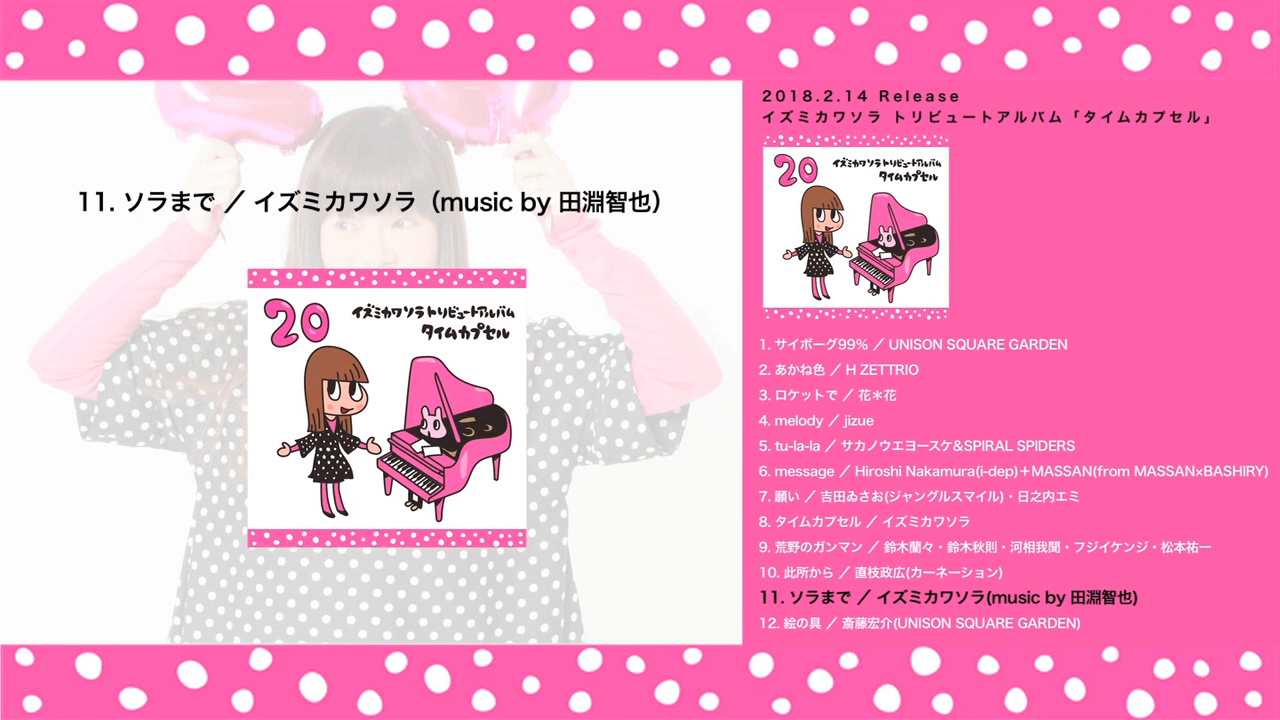 2018.2.14 Release
イズミカワソラ トリビュートアルバム「タイムカプセル」
11. ソラまで ／ イズミカワソラ（music by 田淵智也）
20
イズミカワソラ トリビュートアルバム
タイムカプセル
20
イズミカワソラ トリビュートアルバム
タイムカプセル
1. サイボーグ99% ／ UNISON SQUARE GARDEN
2. あかね色 ／ H ZETTRIO
3. ロケットで ／ 花＊花
4. melody ／ jizue
5. tu-la-la ／ サカノウエヨースケ&SPIRAL SPIDERS
6. message ／ Hiroshi Nakamura(i-dep)＋MASSAN(from MASSAN×BASHIRY)
7. 願い ／ 吉田ゐさお(ジャングルスマイル)・日之内エミ
8. タイムカプセル ／ イズミカワソラ
9. 荒野のガンマン ／ 鈴木蘭々・鈴木秋則・河相我聞・フジイケンジ・松本祐一
10. 此所から ／ 直枝政広(カーネーション)
11. ソラまで ／ イズミカワソラ(music by 田淵智也)
12. 絵の具 ／ 斎藤宏介(UNISON SQUARE GARDEN)